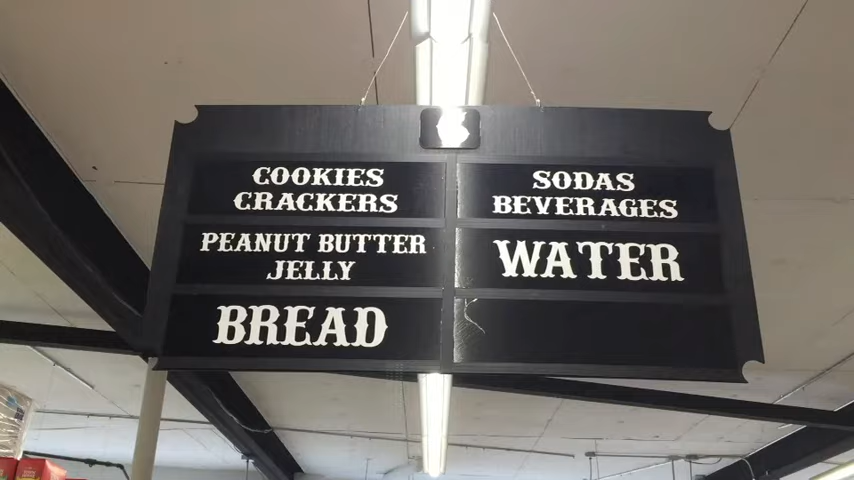 COOKIES
CRACKERS
PEANUT BUTTER
JELLY
BREAD
SODAS
BEVERAGES
WATER